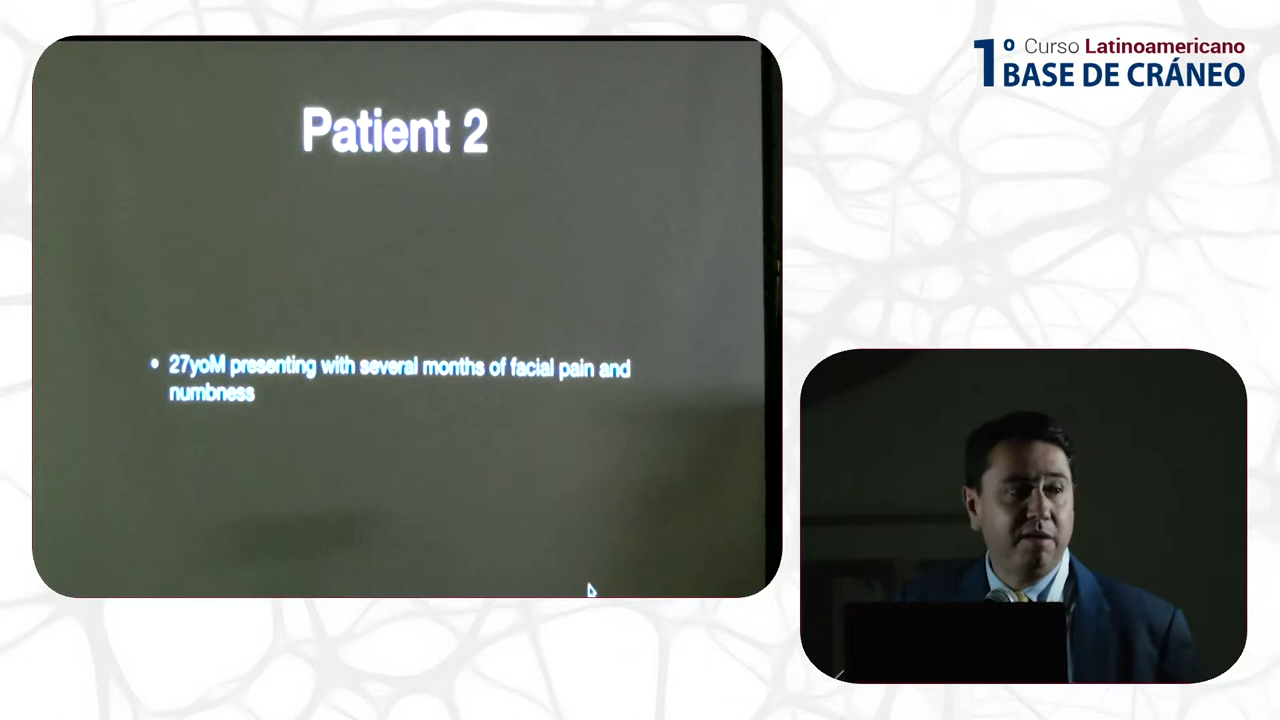 Patient 2
• 27yoM presenting with several months of facial pain and
numbness
1º Curso Latinoamericano
BASE DE CRÁNEO